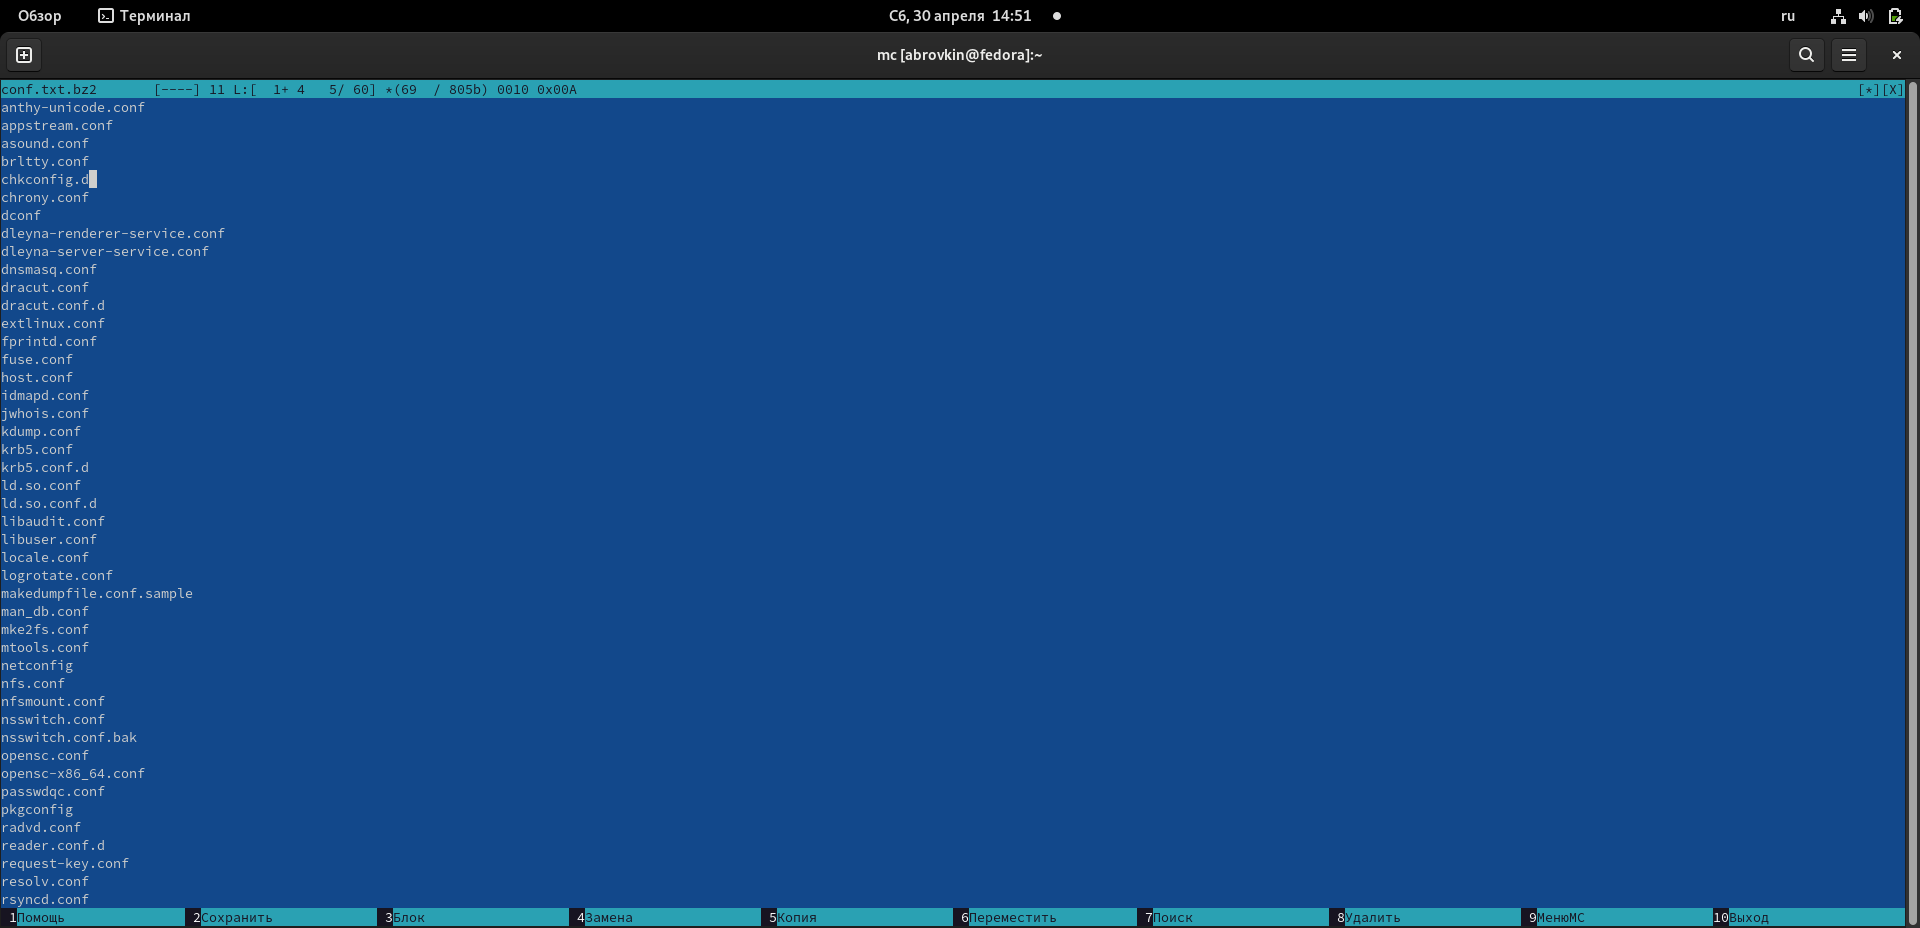 Обзор Терминал Сб, 30 апреля 14:51 ru
mc [abrovkin@fedora]:~
conf.txt.bz2 [----] 11 L:[ 1+ 4 5/ 60] *(69 / 805b) 0010 0x00A [*][X]
anthy-unicode.conf
appstream.conf
asound.conf
brltty.conf
chkconfig.d
chrony.conf
dconf
dleyna-renderer-service.conf
dleyna-server-service.conf
dnsmasq.conf
dracut.conf
dracut.conf.d
extlinux.conf
fprintd.conf
fuse.conf
host.conf
idmapd.conf
jwhois.conf
kdump.conf
krb5.conf
krb5.conf.d
ld.so.conf
ld.so.conf.d
libaudit.conf
libuser.conf
locale.conf
logrotate.conf
makedumpfile.conf.sample
man_db.conf
mke2fs.conf
mtools.conf
netconfig
nfs.conf
nfsmount.conf
nsswitch.conf
nsswitch.conf.bak
opensc.conf
opensc-x86_64.conf
passwdqc.conf
pkgconfig
radvd.conf
reader.conf.d
request-key.conf
resolv.conf
rsyncd.conf
1Помощь 2Сохранить 3Блок 4Замена 5Копия 6Переместить 7Поиск 8Удалить 9МенюМС 10Выход